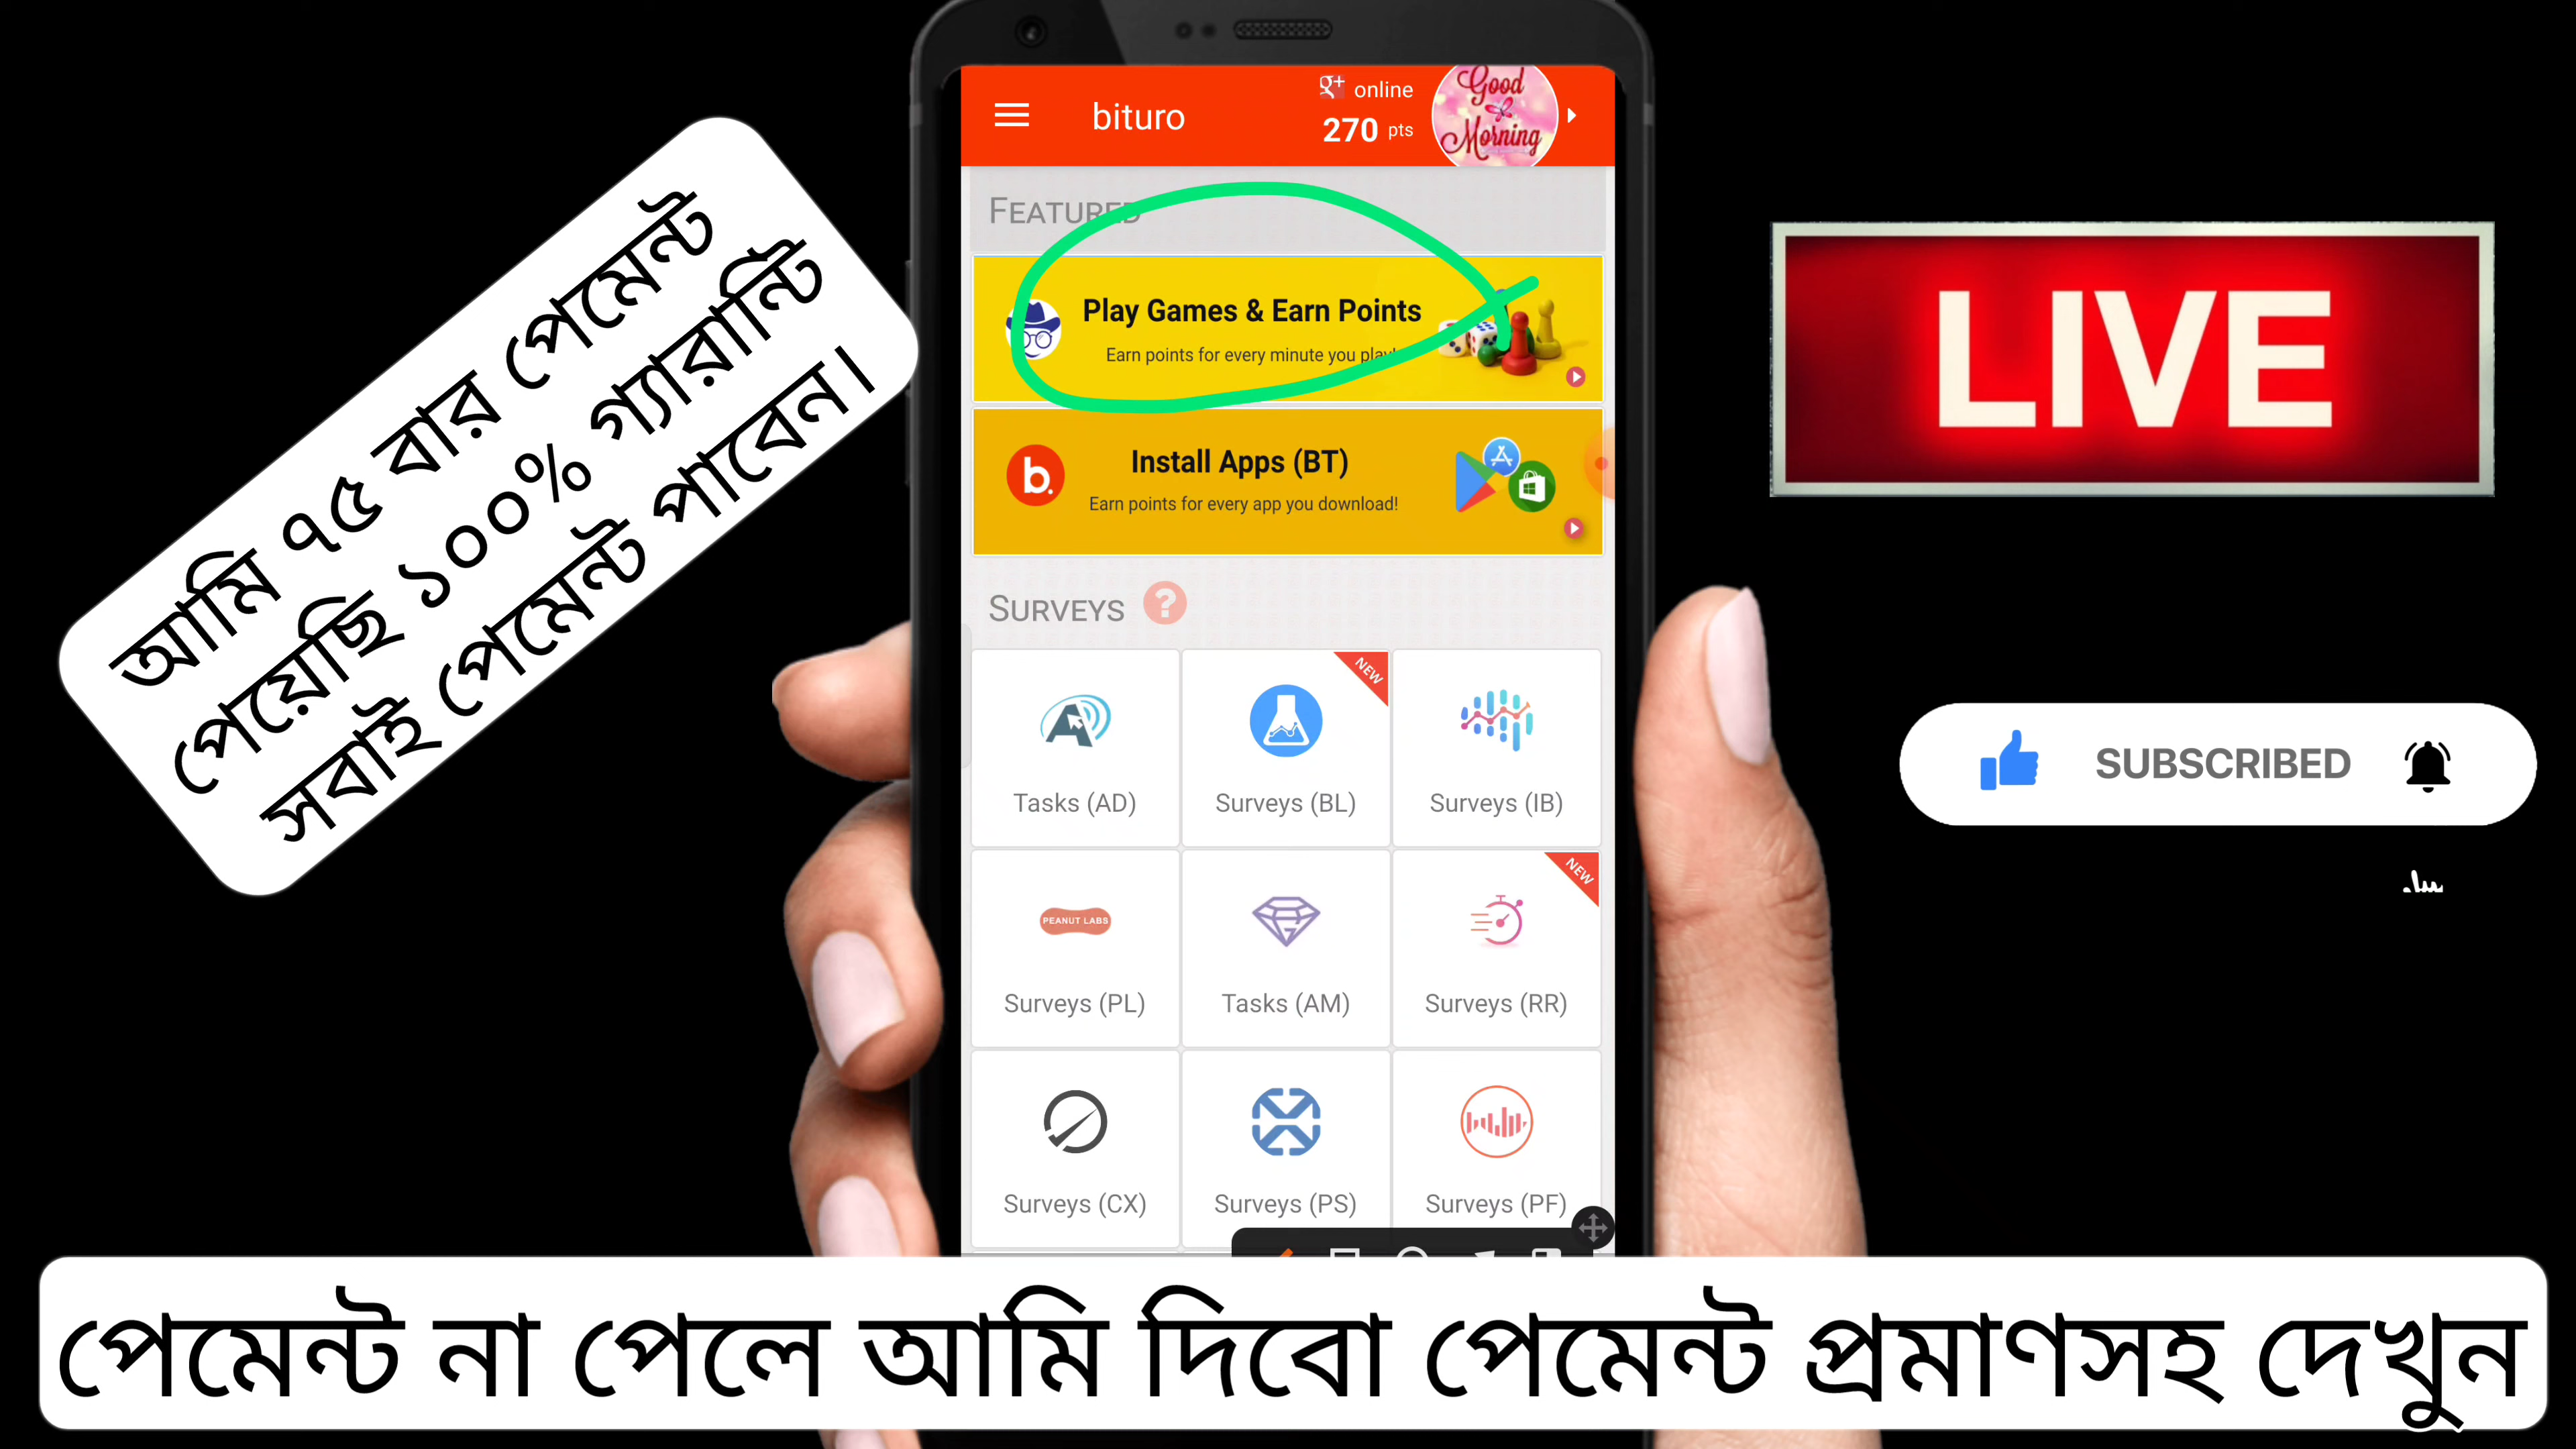 আমি ৭৫ বার পেমেন্ট
পেয়েছি ১০০% গ্যারান্টি
সবাই পেমেন্ট পাবেন।
bituro
g+ online
270 pts
Good
Morning
FEATURED
Play Games & Earn Points
Earn points for every minute you play!
b.
Install Apps (BT)
Earn points for every app you download!
SURVEYS ?
NEW
Tasks (AD)
Surveys (BL)
Surveys (IB)
NEW
PEANUT LABS
Surveys (PL)
Tasks (AM)
Surveys (RR)
Surveys (CX)
Surveys (PS)
Surveys (PF)
LIVE
SUBSCRIBED
পেমেন্ট না পেলে আমি দিবো পেমেন্ট প্রমাণসহ দেখুন